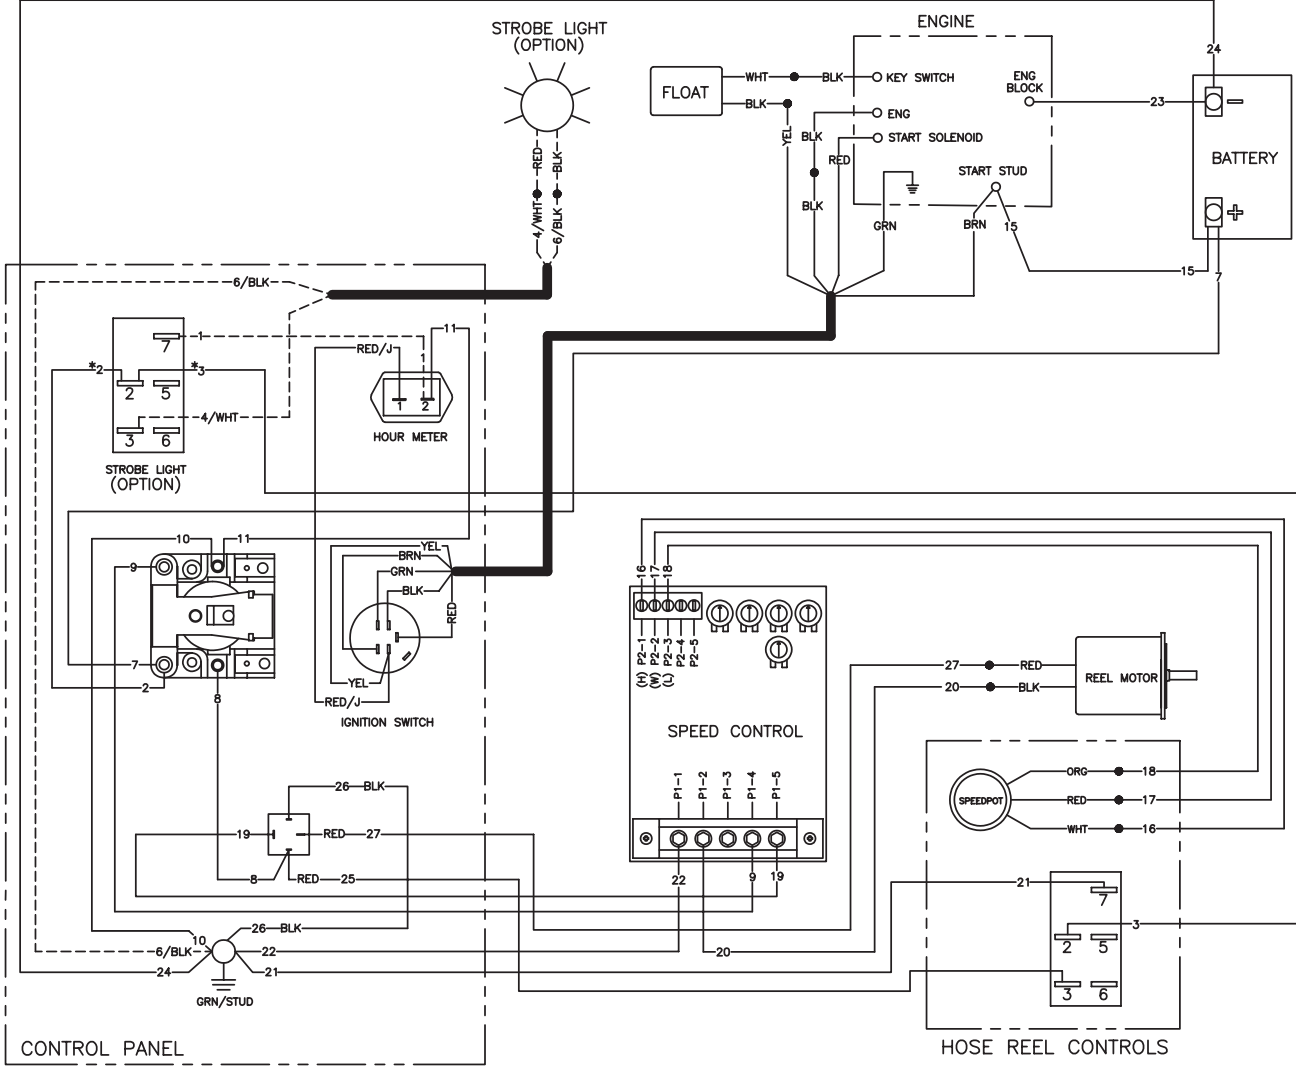 STROBE LIGHT
(OPTION)
ENGINE
24
FLOAT
WHT
BLK
KEY SWITCH
ENG
BLOCK
23
BLK
YEL
BLK
ENG
RED
START SOLENOID
BATTERY
RED
BLK
START STUD
BLK
4/WHT
6/BLK
GRN
BRN
15
15
7
6/BLK
7
1
11
RED/J
1
*2
*3
2
5
1
2
4/WHT
3
6
HOUR METER
STROBE LIGHT
(OPTION)
10
11
YEL
BRN
9
GRN
BLK
RED
16
17
18
P2-1
P2-2
P2-3
P2-4
P2-5
(H)
(W)
(L)
7
2
8
YEL
RED/J
IGNITION SWITCH
27
RED
20
BLK
REEL MOTOR
SPEED CONTROL
P1-1
P1-2
P1-3
P1-4
P1-5
ORG
18
SPEEDPOT
RED
17
WHT
16
26
BLK
19
RED
27
8
RED
25
22
9
19
21
7
3
2
5
3
6
26
BLK
10
6/BLK
22
20
24
21
GRN/STUD
CONTROL PANEL
HOSE REEL CONTROLS